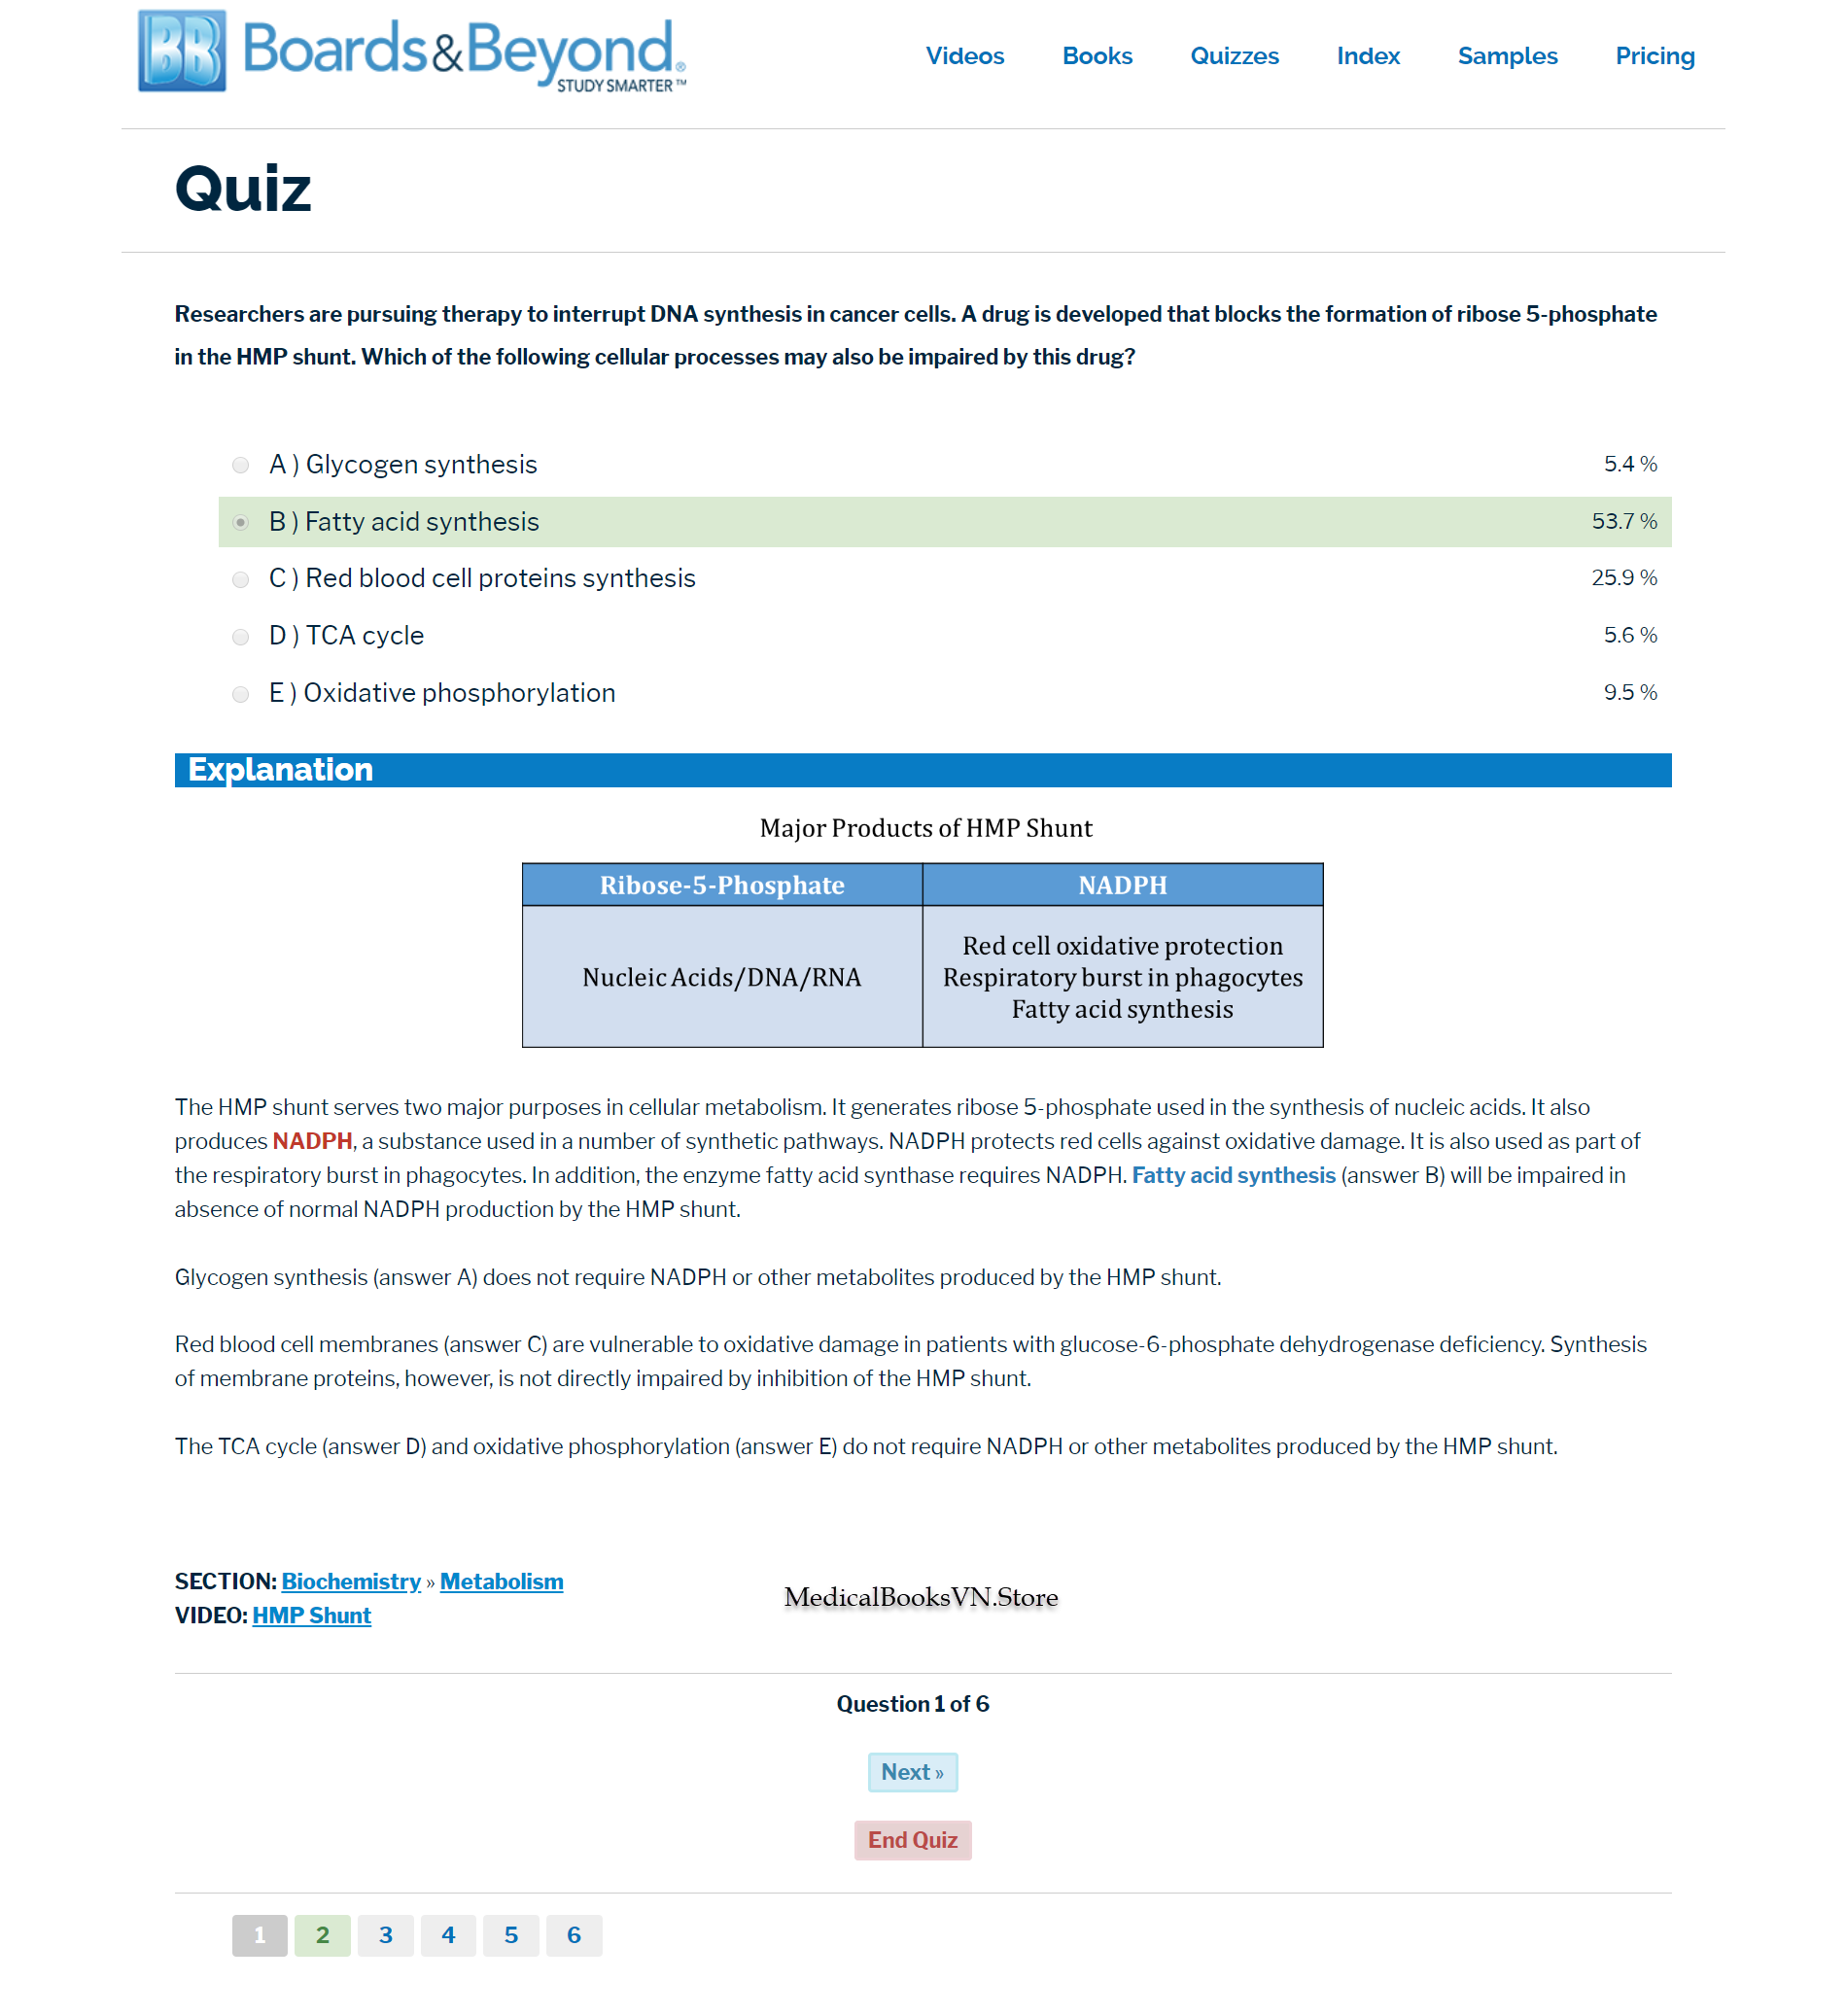 BB Boards&Beyond®
STUDY SMARTER™
Videos Books Quizzes Index Samples Pricing
Quiz
Researchers are pursuing therapy to interrupt DNA synthesis in cancer cells. A drug is developed that blocks the formation of ribose 5-phosphate
in the HMP shunt. Which of the following cellular processes may also be impaired by this drug?
A ) Glycogen synthesis 5.4 %
B ) Fatty acid synthesis 53.7 %
C ) Red blood cell proteins synthesis 25.9 %
D ) TCA cycle 5.6 %
E ) Oxidative phosphorylation 9.5 %
Explanation
Major Products of HMP Shunt
Ribose-5-Phosphate NADPH
Nucleic Acids/DNA/RNA
Red cell oxidative protection
Respiratory burst in phagocytes
Fatty acid synthesis
The HMP shunt serves two major purposes in cellular metabolism. It generates ribose 5-phosphate used in the synthesis of nucleic acids. It also
produces NADPH, a substance used in a number of synthetic pathways. NADPH protects red cells against oxidative damage. It is also used as part of
the respiratory burst in phagocytes. In addition, the enzyme fatty acid synthase requires NADPH. Fatty acid synthesis (answer B) will be impaired in
absence of normal NADPH production by the HMP shunt.
Glycogen synthesis (answer A) does not require NADPH or other metabolites produced by the HMP shunt.
Red blood cell membranes (answer C) are vulnerable to oxidative damage in patients with glucose-6-phosphate dehydrogenase deficiency. Synthesis
of membrane proteins, however, is not directly impaired by inhibition of the HMP shunt.
The TCA cycle (answer D) and oxidative phosphorylation (answer E) do not require NADPH or other metabolites produced by the HMP shunt.
SECTION: Biochemistry » Metabolism
VIDEO: HMP Shunt
MedicalBooksVN.Store
Question 1 of 6
Next »
End Quiz
1 2 3 4 5 6